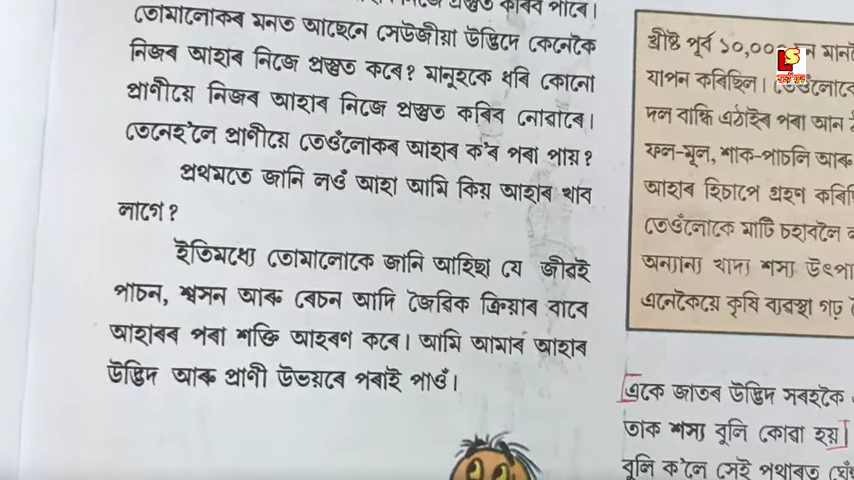 প্ৰস্তুত কৰিব পাৰে।
তোমালোকৰ মনত আছেনে সেউজীয়া উদ্ভিদে কেনেকৈ
নিজৰ আহাৰ নিজে প্ৰস্তুত কৰে? মানুহকে ধৰি কোনো
প্ৰাণীয়ে নিজৰ আহাৰ নিজে প্ৰস্তুত কৰিব নোৱাৰে।
তেনেহ'লে প্ৰাণীয়ে তেওঁলোকৰ আহাৰ ক'ৰ পৰা পায়?
প্ৰথমতে জানি লওঁ আহা আমি কিয় আহাৰ খাব
লাগে?
ইতিমধ্যে তোমালোকে জানি আহিছা যে জীৱই
পাচন, শ্বসন আৰু ৰেচন আদি জৈৱিক ক্ৰিয়াৰ বাবে
আহাৰৰ পৰা শক্তি আহৰণ কৰে। আমি আমাৰ আহাৰ
উদ্ভিদ আৰু প্ৰাণী উভয়ৰে পৰাই পাওঁ।
খ্ৰীষ্ট পূৰ্ব ১০,০০০
যাপন কৰিছিল।
দল বান্ধি এঠাইৰ পৰা আন
ফল-মূল, শাক-পাচলি আৰু
আহাৰ হিচাপে গ্ৰহণ
তেওঁলোকে মাটি চহাবলৈ
অন্যান্য খাদ্য শস্য
এনেকৈয়ে কৃষি ব্যৱস্থা
একে জাতৰ উদ্ভিদ সৰহকৈ
তাক শস্য বুলি কোৱা হয়
বুলি ক'লে সেই পথাৰত